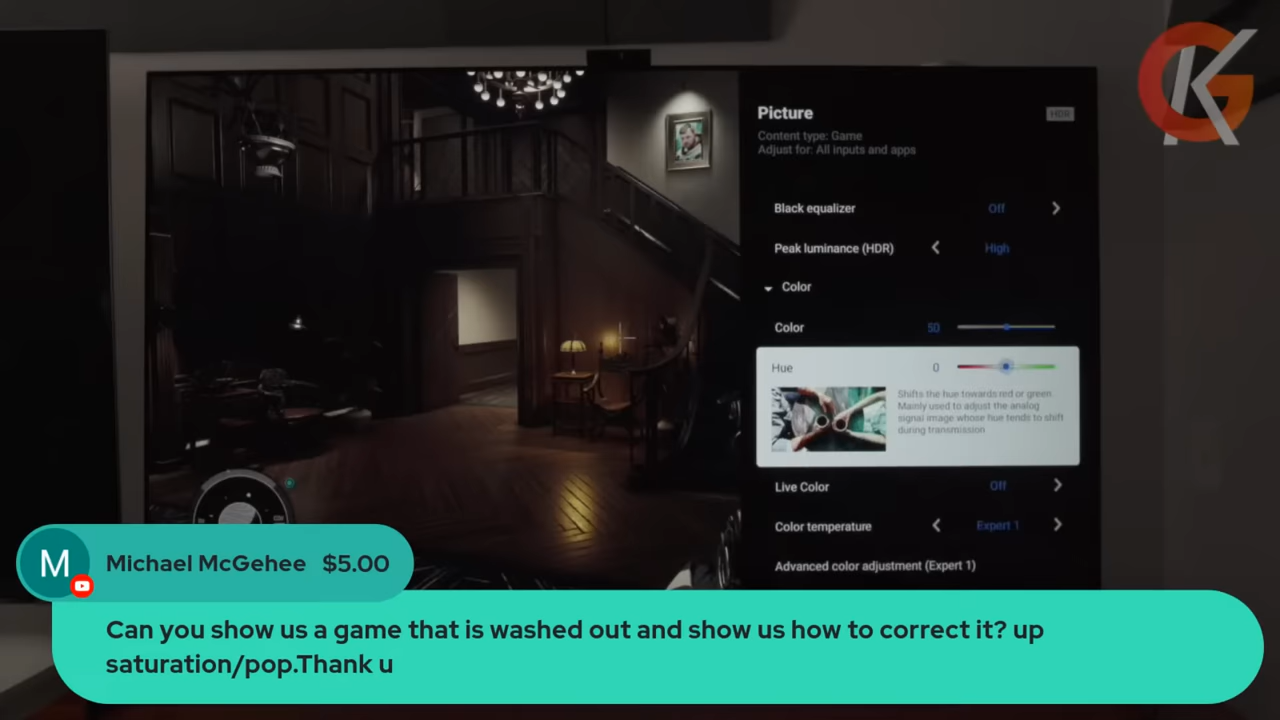 GK
Picture
HDR
Content type: Game
Adjust for: All inputs and apps
Black equalizer Off
Peak luminance (HDR) High
Color
Color 50
Hue 0
Shifts the hue towards red or green.
Mainly used to adjust the analog
signal image whose hue tends to shift
during transmission
Live Color Off
Color temperature Expert 1
Advanced color adjustment (Expert 1)
M Michael McGehee $5.00
Can you show us a game that is washed out and show us how to correct it? up
saturation/pop.Thank u